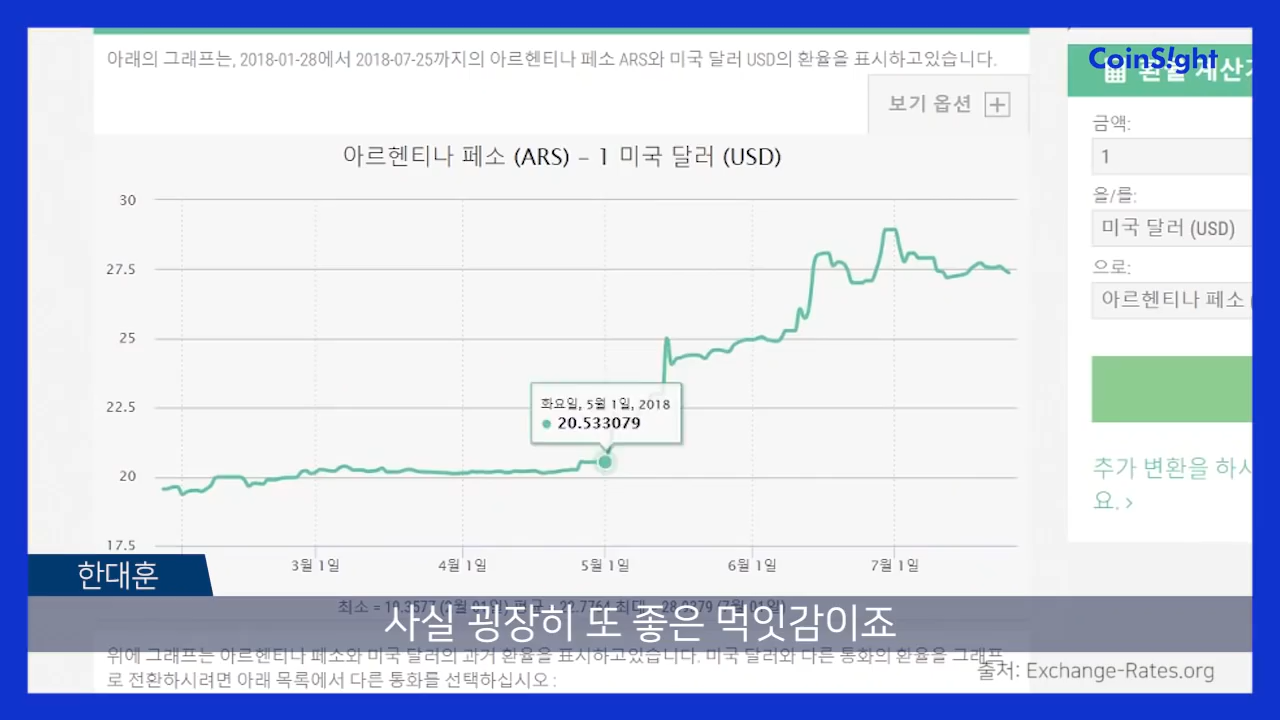 아래의 그래프는, 2018-01-28에서 2018-07-25까지의 아르헨티나 페소 ARS와 미국 달러 USD의 환율을 표시하고있습니다.
CoinS!ght
환율 계산기
보기 옵션
아르헨티나 페소 (ARS) – 1 미국 달러 (USD)
30
27.5
25
22.5
20
17.5
화요일, 5월 1일, 2018
20.533079
3월 1일
4월 1일
5월 1일
6월 1일
7월 1일
금액:
1
을/를:
미국 달러 (USD)
으로:
아르헨티나 페소 (
추가 변환을 하시
요. ›
한대훈
사실 굉장히 또 좋은 먹잇감이죠
위에 그래프는 아르헨티나 페소와 미국 달러의 과거 환율을 표시하고있습니다. 미국 달러와 다른 통화의 환율을 그래프
로 전환하시려면 아래 목록에서 다른 통화를 선택하십시오 :
출처: Exchange-Rates.org